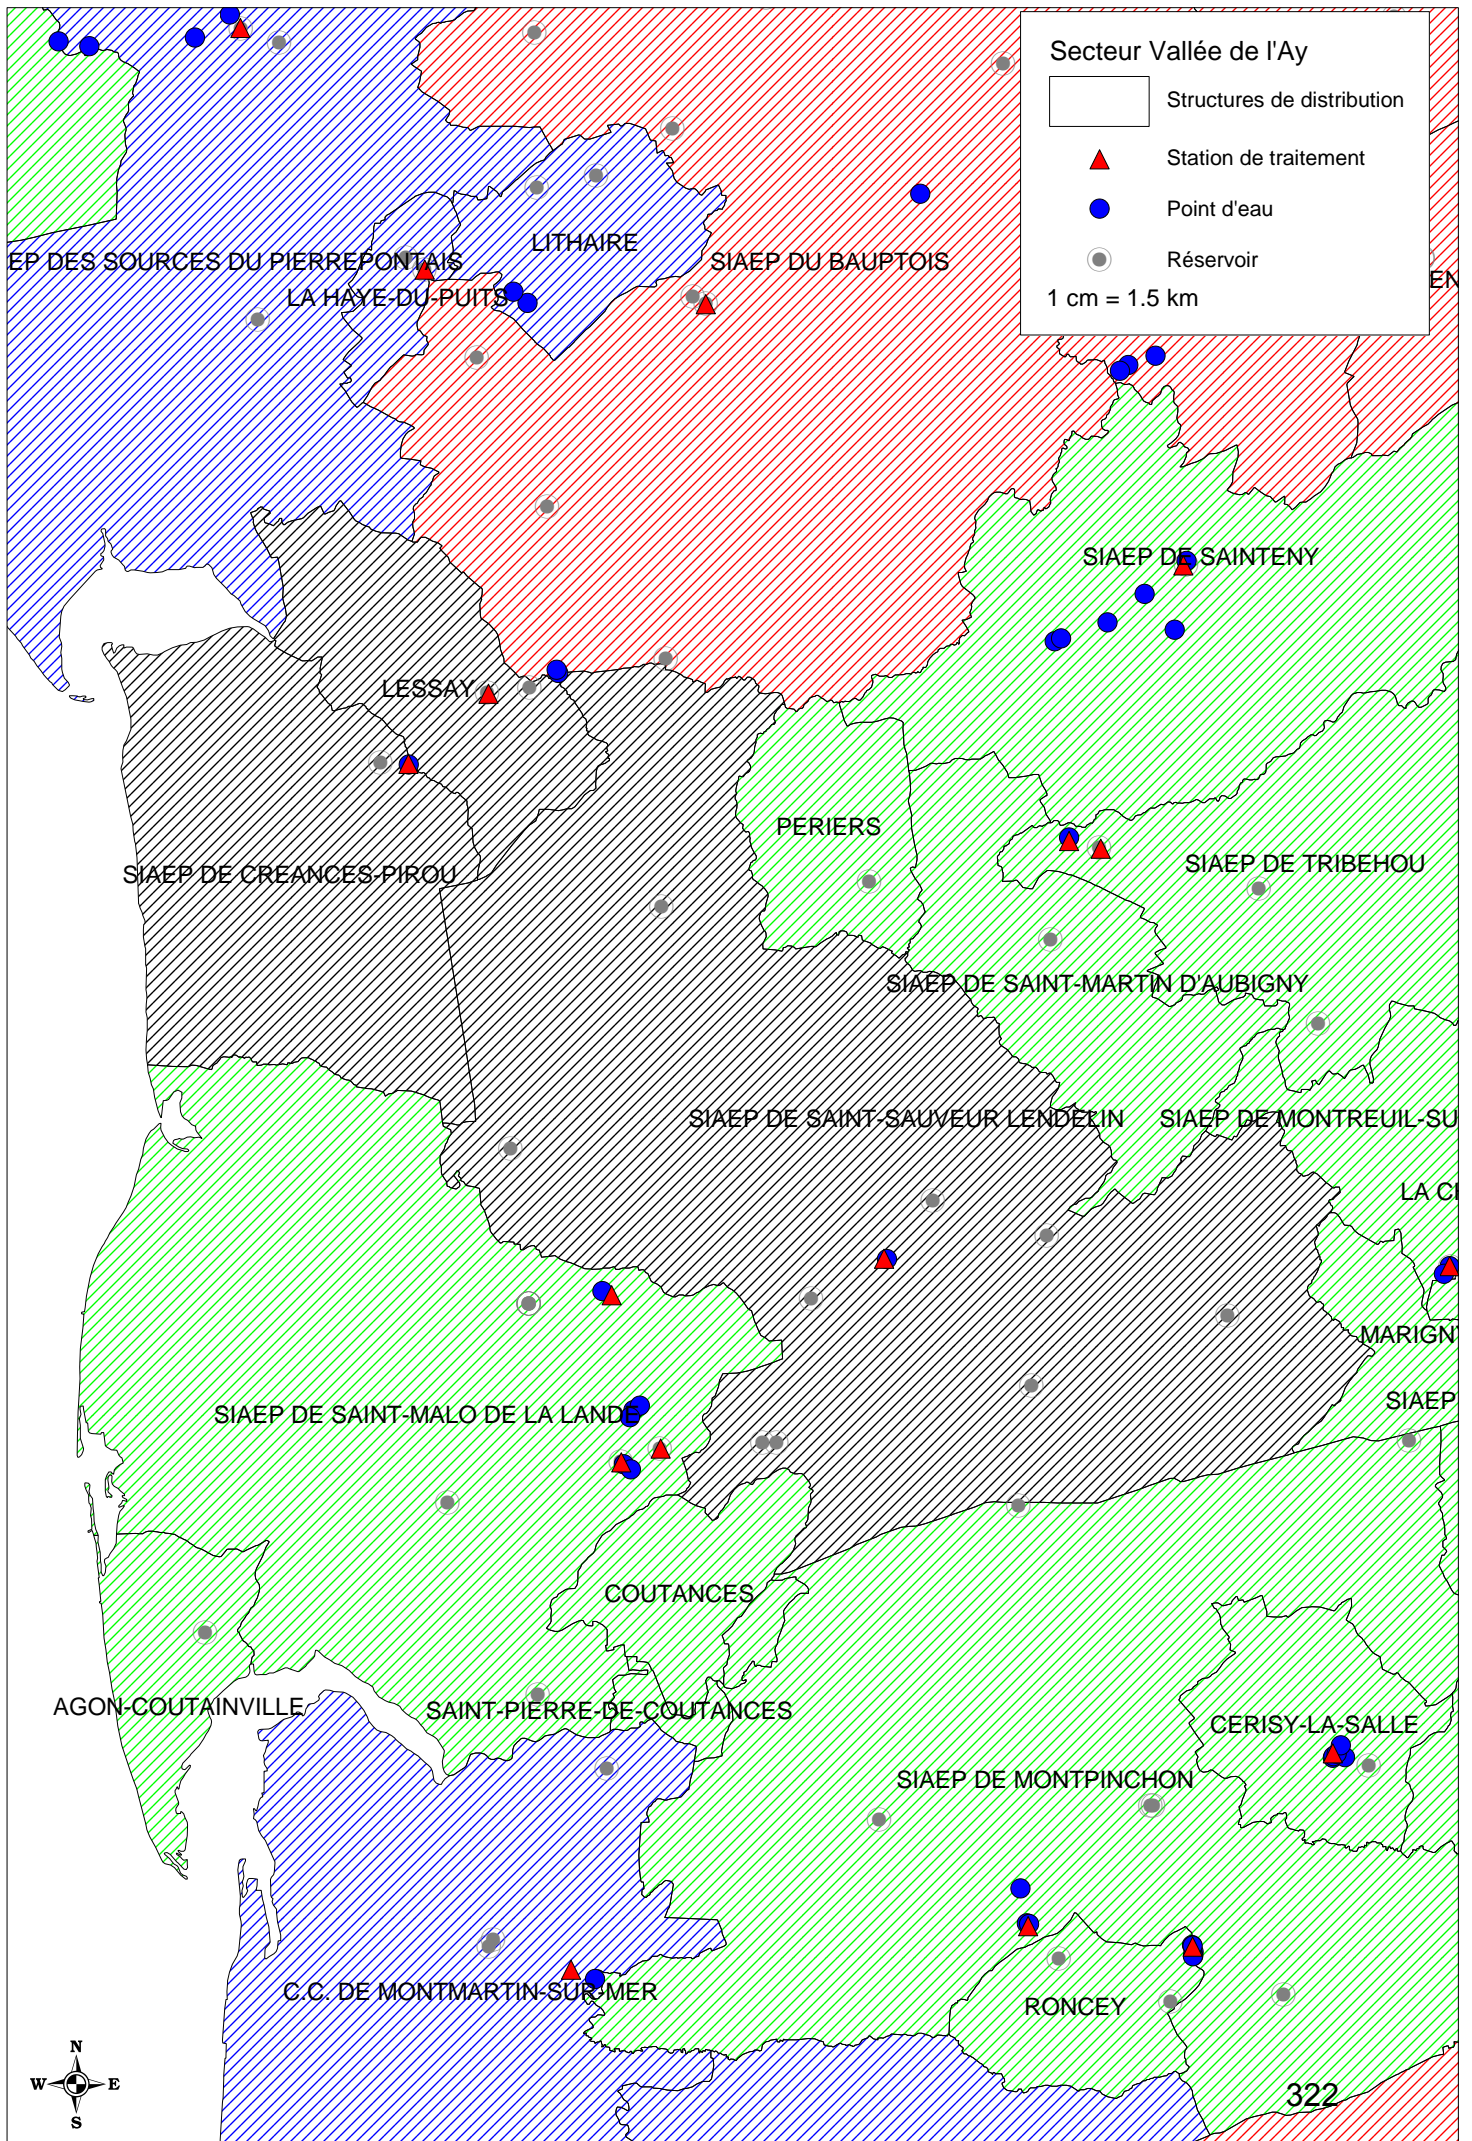 Secteur Vallée de l'Ay
Structures de distribution
Station de traitement
Point d'eau
Réservoir
1 cm = 1.5 km
LITHAIRE
EP DES SOURCES DU PIERREPONTAIS
SIAEP DU BAUPTOIS
EN
LA HAYE-DU-PUITS
SIAEP DE SAINTENY
LESSAY
PERIERS
SIAEP DE TRIBEHOU
SIAEP DE CREANCES-PIROU
SIAEP DE SAINT-MARTIN D'AUBIGNY
SIAEP DE SAINT-SAUVEUR LENDELIN
SIAEP DE MONTREUIL-SU
LA CH
MARIGNY
SIAEP
SIAEP DE SAINT-MALO DE LA LANDE
COUTANCES
AGON-COUTAINVILLE
SAINT-PIERRE-DE-COUTANCES
CERISY-LA-SALLE
SIAEP DE MONTPINCHON
C.C. DE MONTMARTIN-SUR-MER
RONCEY
N
W E
S
322